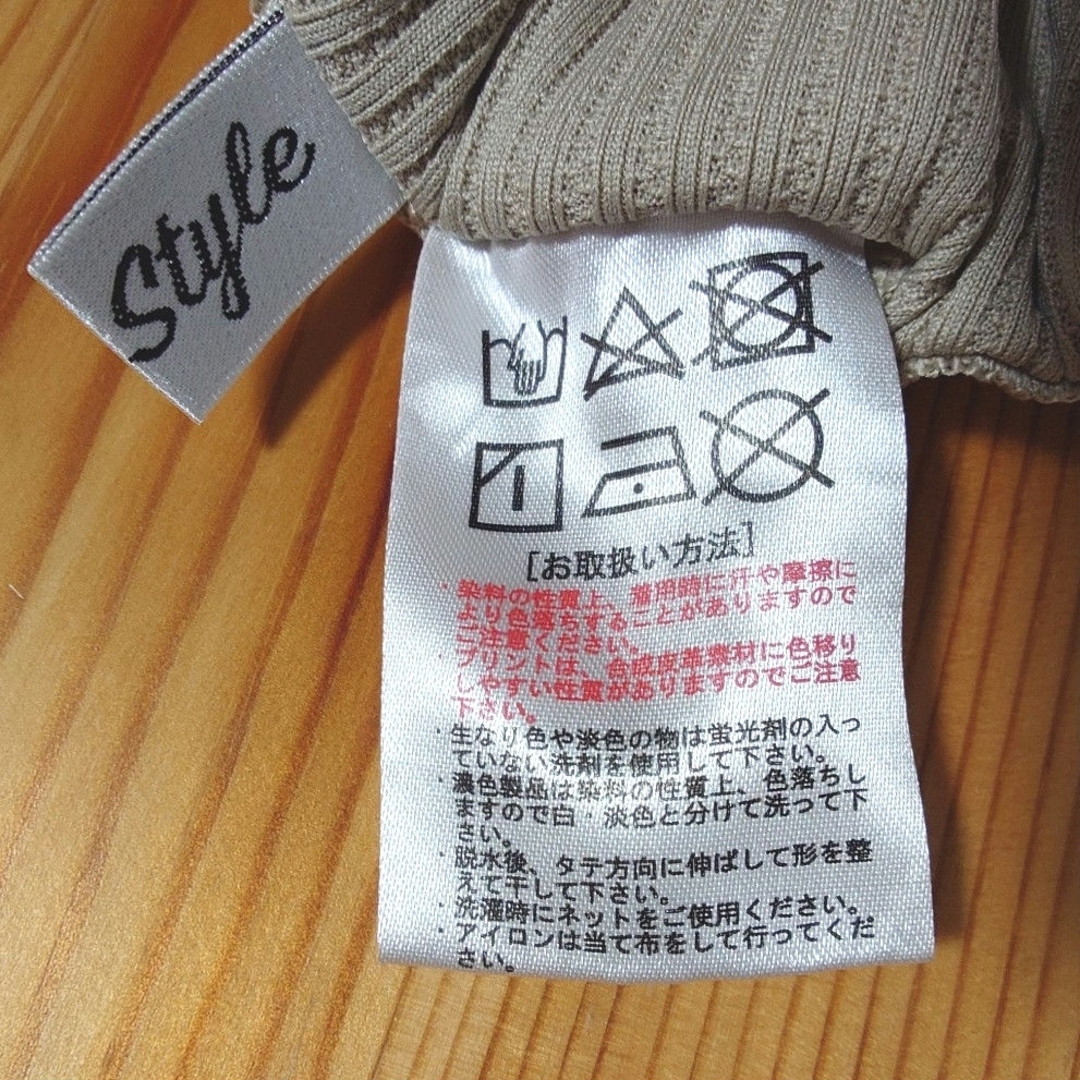 Style
[お取扱い方法]
・染料の性質上、着用時に汗や摩擦に
より色落ちすることがありますので
ご注意ください。
・プリントは、合成皮革素材に色移り
しやすい性質がありますのでご注意
下さい。
・生なり色や淡色の物は蛍光剤の入っ
ていない洗剤を使用して下さい。
・濃色製品は染料の性質上、色落ちし
ますので白・淡色と分けて洗って下
さい。
・脱水後、タテ方向に伸ばして形を整
えて干して下さい。
・洗濯時にネットをご使用ください。
・アイロンは当て布をして行ってくだ
さい。